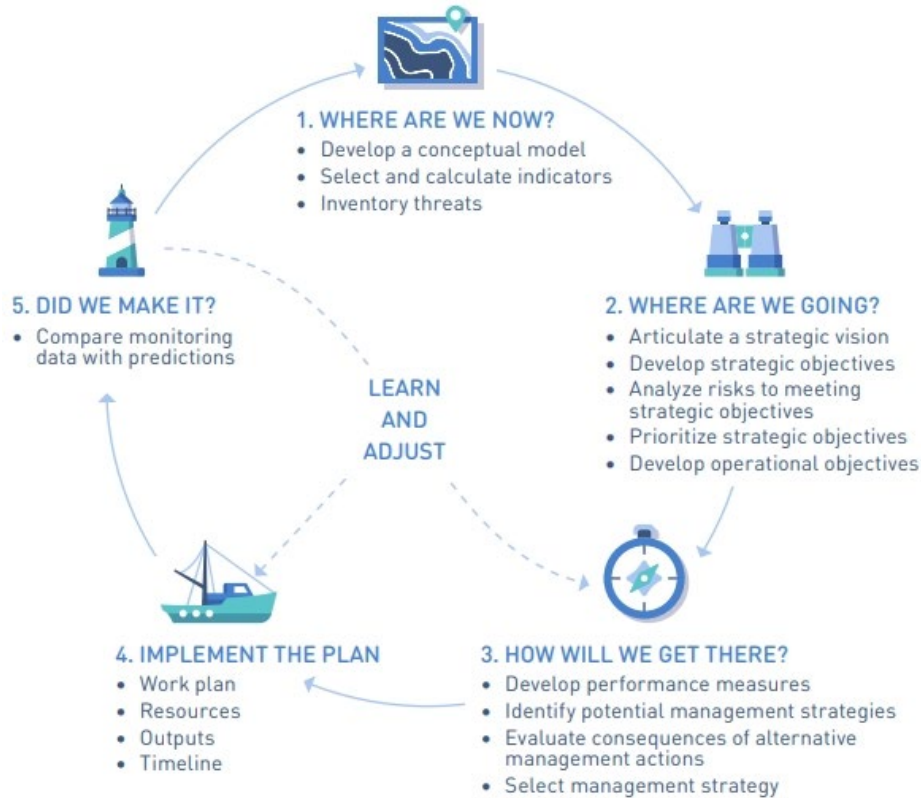 1. WHERE ARE WE NOW?
• Develop a conceptual model
• Select and calculate indicators
• Inventory threats
2. WHERE ARE WE GOING?
• Articulate a strategic vision
• Develop strategic objectives
• Analyze risks to meeting
strategic objectives
• Prioritize strategic objectives
• Develop operational objectives
3. HOW WILL WE GET THERE?
• Develop performance measures
• Identify potential management strategies
• Evaluate consequences of alternative
management actions
• Select management strategy
4. IMPLEMENT THE PLAN
• Work plan
• Resources
• Outputs
• Timeline
5. DID WE MAKE IT?
• Compare monitoring
data with predictions
LEARN
AND
ADJUST